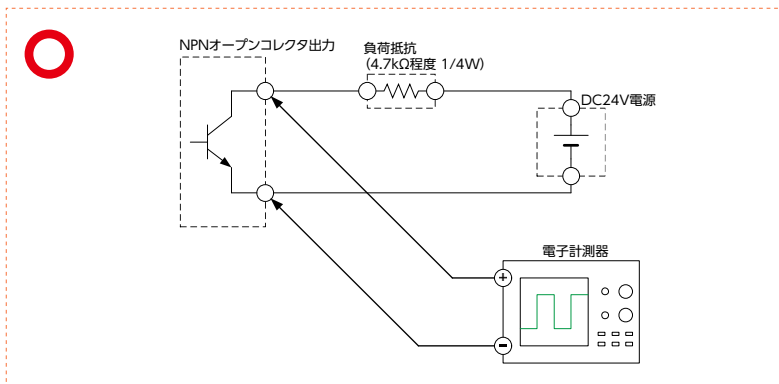 NPNオープンコレクタ出力
負荷抵抗
(4.7kΩ程度 1/4W)
DC24V電源
電子計測器
+
−